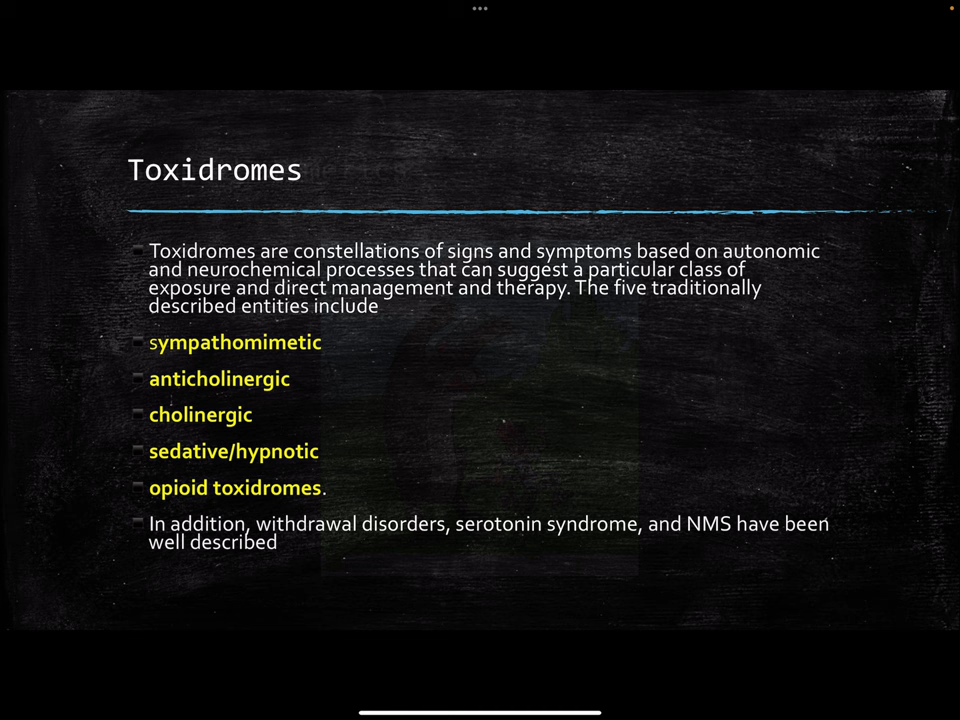 Toxidromes
Toxidromes are constellations of signs and symptoms based on autonomic
and neurochemical processes that can suggest a particular class of
exposure and direct management and therapy. The five traditionally
described entities include
sympathomimetic
anticholinergic
cholinergic
sedative/hypnotic
opioid toxidromes.
In addition, withdrawal disorders, serotonin syndrome, and NMS have been
well described